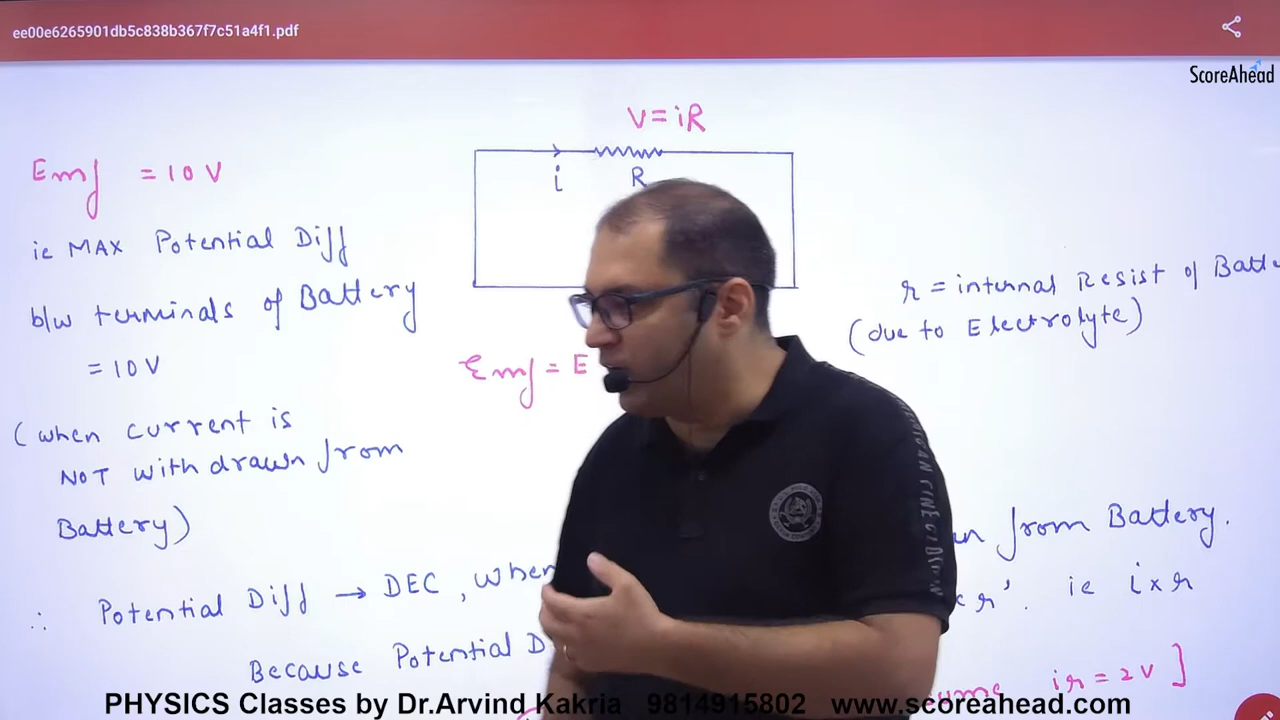 ee00e6265901db5c838b367f7c51a4f1.pdf
ScoreAhead
V = iR
Emf = 10 V
i
R
ie MAX Potential Diff
b/w terminals of Battery
= 10 V
r = internal Resist of
(due to Electrolyte)
Emf = E
(when current is
NOT with drawn from
Battery)
from Battery.
∴ Potential Diff → DEC, when
r'. ie i x r
Because Potential
ir = 2V ]
PHYSICS Classes by Dr.Arvind Kakria 9814915802 www.scoreahead.com